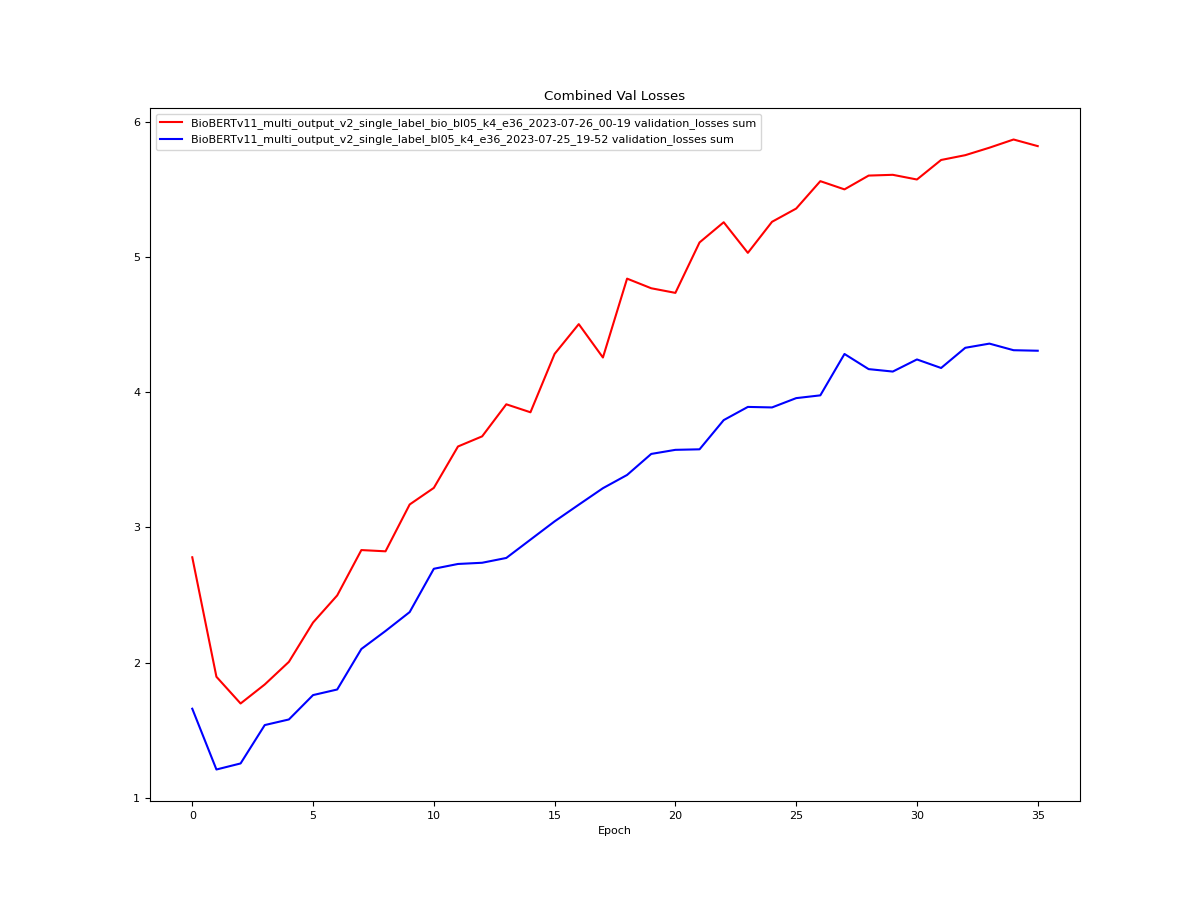 Combined Val Losses
BioBERTv11_multi_output_v2_single_label_bio_bl05_k4_e36_2023-07-26_00-19 validation_losses sum
BioBERTv11_multi_output_v2_single_label_bl05_k4_e36_2023-07-25_19-52 validation_losses sum
6
5
4
3
2
1
0 5 10 15 20 25 30 35
Epoch